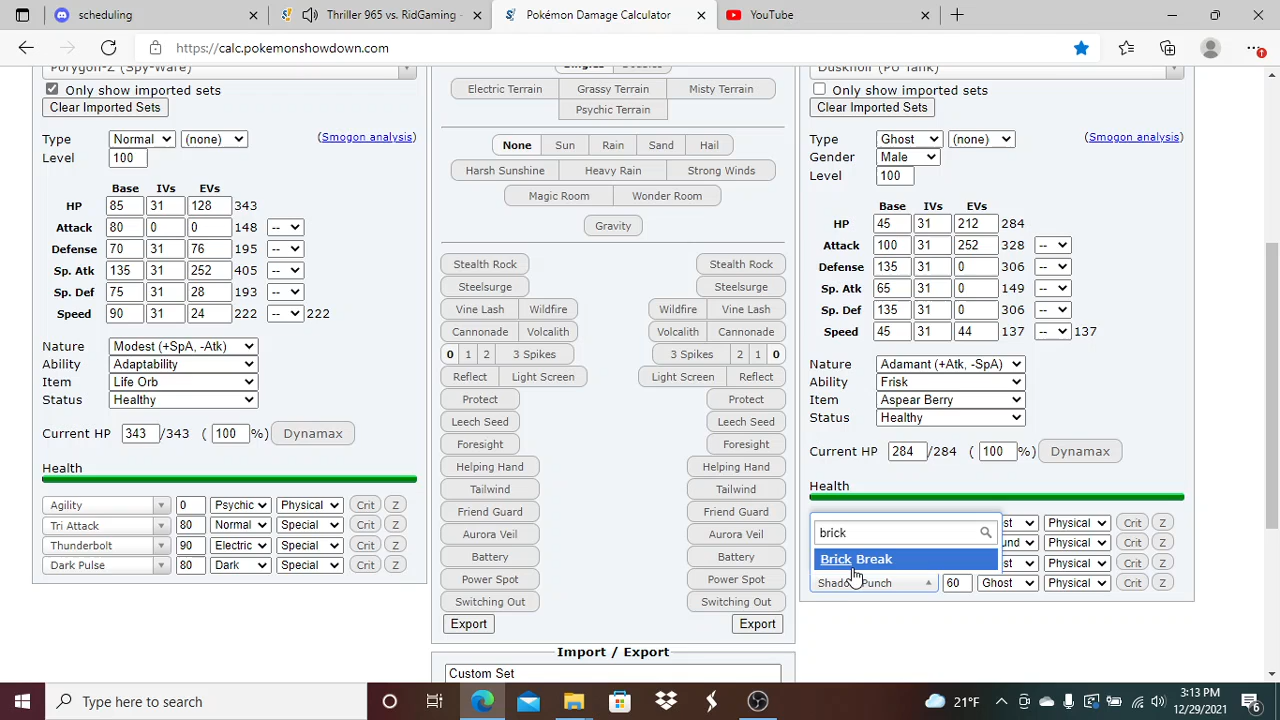 scheduling
Thriller 965 vs. RidGaming -
Pokémon Damage Calculator
YouTube
https://calc.pokemonshowdown.com
Polygon-Z (Spy-Ware)
Only show imported sets
Clear Imported Sets
Type Normal (none) (Smogon analysis)
Level 100
Base IVs EVs
HP 85 31 128 343
Attack 80 0 0 148 --
Defense 70 31 76 195 --
Sp. Atk 135 31 252 405 --
Sp. Def 75 31 28 193 --
Speed 90 31 24 222 -- 222
Nature Modest (+SpA, -Atk)
Ability Adaptability
Item Life Orb
Status Healthy
Current HP 343 /343 ( 100 %) Dynamax
Health
Agility 0 Psychic Physical Crit Z
Tri Attack 80 Normal Special Crit Z
Thunderbolt 90 Electric Special Crit Z
Dark Pulse 80 Dark Special Crit Z
Singles Doubles
Electric Terrain Grassy Terrain Misty Terrain
Psychic Terrain
None Sun Rain Sand Hail
Harsh Sunshine Heavy Rain Strong Winds
Magic Room Wonder Room
Gravity
Stealth Rock Stealth Rock
Steelsurge Steelsurge
Vine Lash Wildfire Wildfire Vine Lash
Cannonade Volcalith Volcalith Cannonade
0 1 2 3 Spikes 3 Spikes 2 1 0
Reflect Light Screen Light Screen Reflect
Protect Protect
Leech Seed Leech Seed
Foresight Foresight
Helping Hand Helping Hand
Tailwind Tailwind
Friend Guard Friend Guard
Aurora Veil Aurora Veil
Battery Battery
Power Spot Power Spot
Switching Out Switching Out
Export Export
Import / Export
Custom Set
Dusknoir (PU Tank)
Only show imported sets
Clear Imported Sets
Type Ghost (none) (Smogon analysis)
Gender Male
Level 100
Base IVs EVs
HP 45 31 212 284
Attack 100 31 252 328 --
Defense 135 31 0 306 --
Sp. Atk 65 31 0 149 --
Sp. Def 135 31 0 306 --
Speed 45 31 44 137 -- 137
Nature Adamant (+Atk, -SpA)
Ability Frisk
Item Aspear Berry
Status Healthy
Current HP 284 /284 ( 100 %) Dynamax
Health
brick
Brick Break
st Physical Crit Z
und Physical Crit Z
st Physical Crit Z
Shado Punch 60 Ghost Physical Crit Z
Type here to search
21°F
3:13 PM
12/29/2021
6